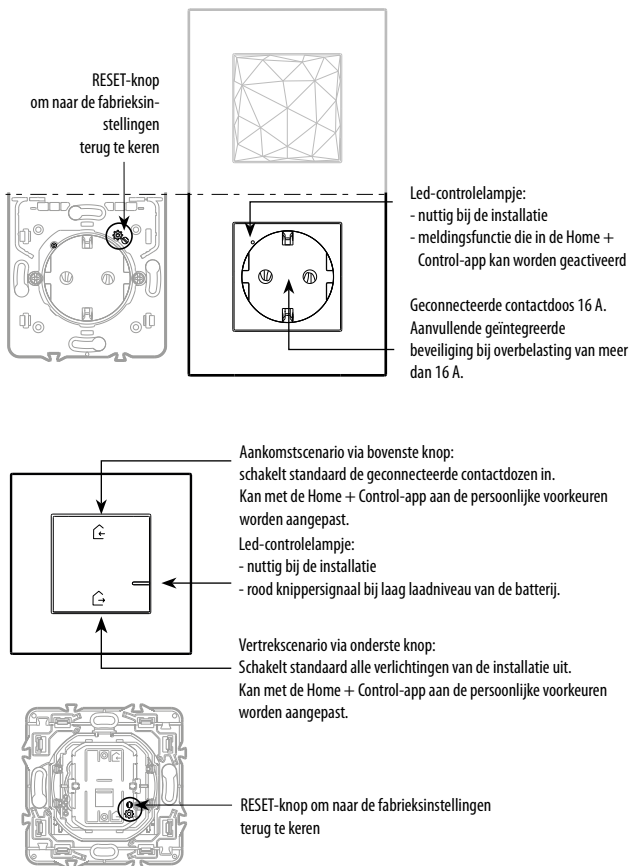 RESET-knop
om naar de fabrieksin-
stellingen
terug te keren
Led-controlelampje:
- nuttig bij de installatie
- meldingsfunctie die in de Home +
Control-app kan worden geactiveerd
Geconnecteerde contactdoos 16 A.
Aanvullende geïntegreerde
beveiliging bij overbelasting van meer
dan 16 A.
Aankomstscenario via bovenste knop:
schakelt standaard de geconnecteerde contactdozen in.
Kan met de Home + Control-app aan de persoonlijke voorkeuren
worden aangepast.
Led-controlelampje:
- nuttig bij de installatie
- rood knippersignaal bij laag laadniveau van de batterij.
Vertrekscenario via onderste knop:
Schakelt standaard alle verlichtingen van de installatie uit.
Kan met de Home + Control-app aan de persoonlijke voorkeuren
worden aangepast.
RESET-knop om naar de fabrieksinstellingen
terug te keren